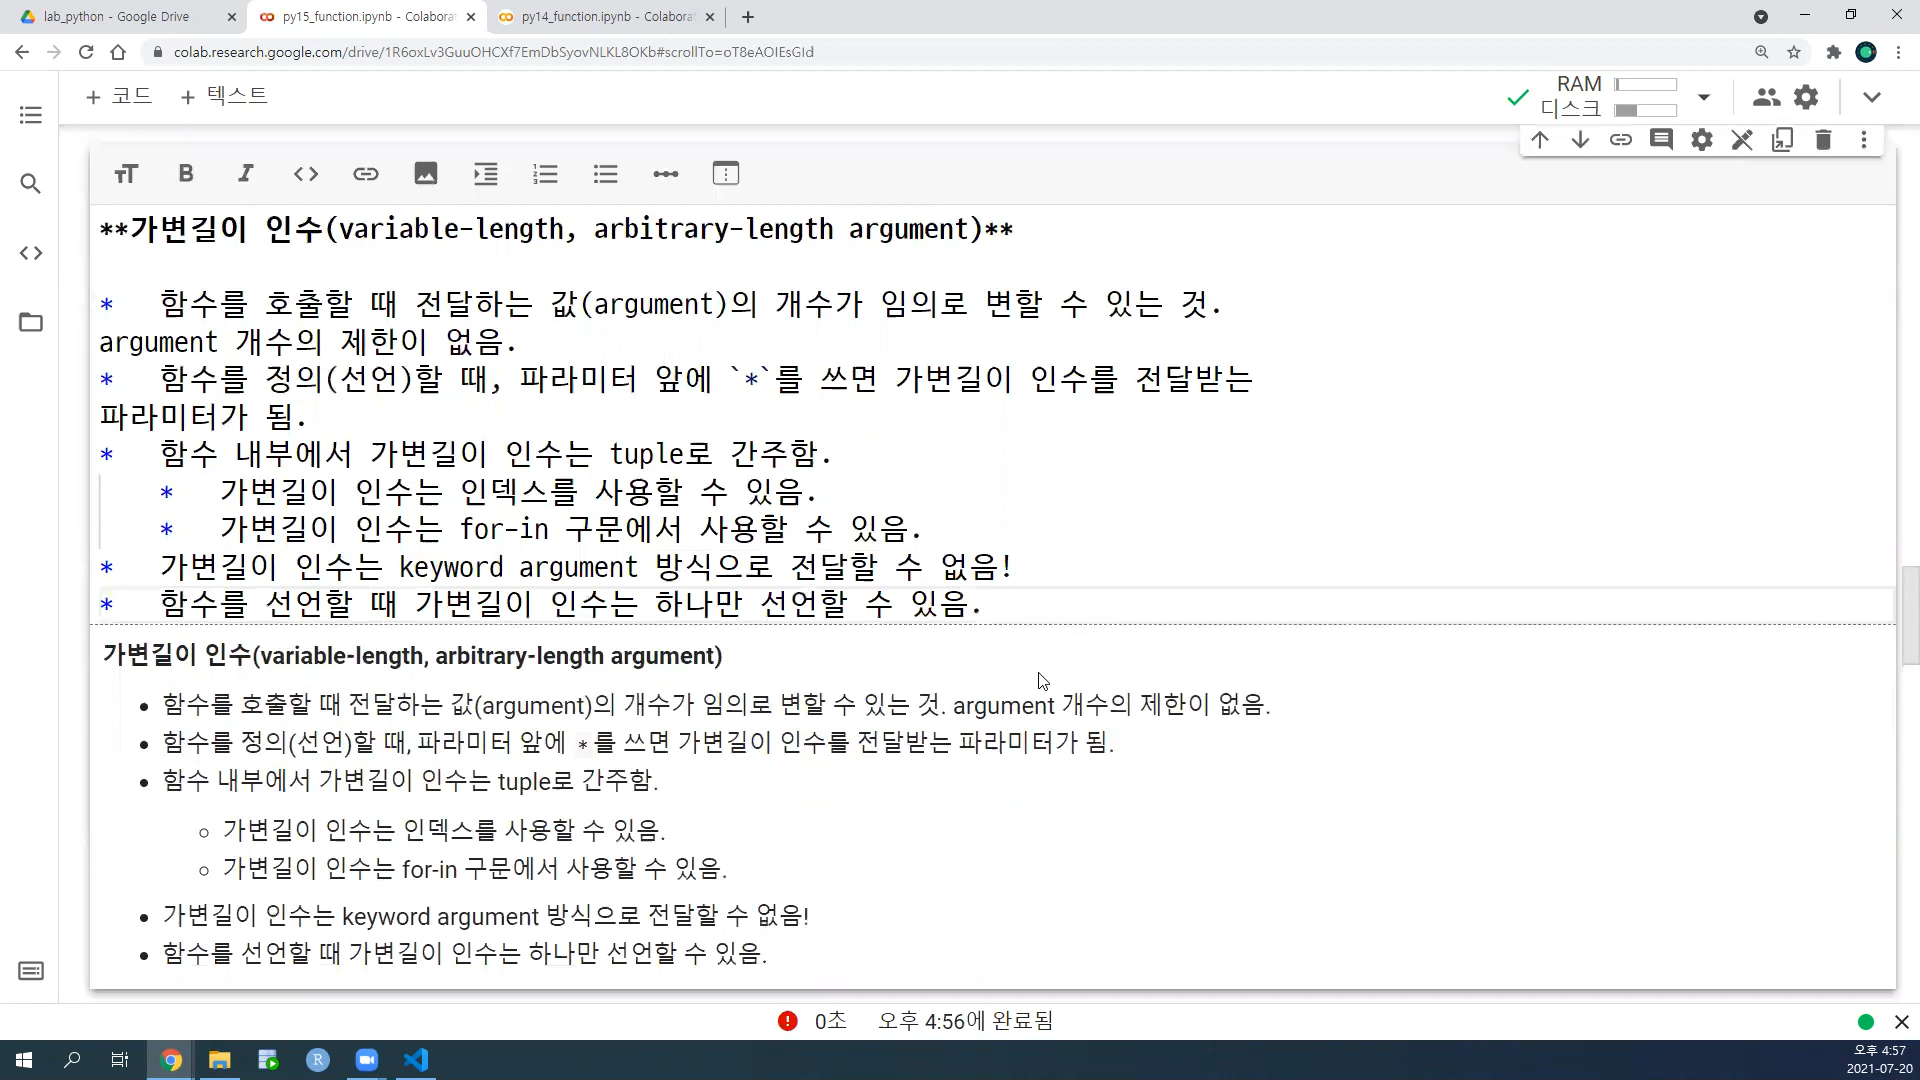 lab_python - Google Drive
py15_function.ipynb - Colaborat
py14_function.ipynb - Colaborat
colab.research.google.com/drive/1R6oxLv3GuuOHCXf7EmDbSyovNLKL8OKb#scrollTo=oT8eAOIEsGId
+ 코드 + 텍스트
RAM
디스크
**가변길이 인수(variable-length, arbitrary-length argument)**
* 함수를 호출할 때 전달하는 값(argument)의 개수가 임의로 변할 수 있는 것.
argument 개수의 제한이 없음.
* 함수를 정의(선언)할 때, 파라미터 앞에 `*`를 쓰면 가변길이 인수를 전달받는
파라미터가 됨.
* 함수 내부에서 가변길이 인수는 tuple로 간주함.
* 가변길이 인수는 인덱스를 사용할 수 있음.
* 가변길이 인수는 for-in 구문에서 사용할 수 있음.
* 가변길이 인수는 keyword argument 방식으로 전달할 수 없음!
* 함수를 선언할 때 가변길이 인수는 하나만 선언할 수 있음.
가변길이 인수(variable-length, arbitrary-length argument)
• 함수를 호출할 때 전달하는 값(argument)의 개수가 임의로 변할 수 있는 것. argument 개수의 제한이 없음.
• 함수를 정의(선언)할 때, 파라미터 앞에 * 를 쓰면 가변길이 인수를 전달받는 파라미터가 됨.
• 함수 내부에서 가변길이 인수는 tuple로 간주함.
◦ 가변길이 인수는 인덱스를 사용할 수 있음.
◦ 가변길이 인수는 for-in 구문에서 사용할 수 있음.
• 가변길이 인수는 keyword argument 방식으로 전달할 수 없음!
• 함수를 선언할 때 가변길이 인수는 하나만 선언할 수 있음.
0초 오후 4:56에 완료됨
오후 4:57
2021-07-20